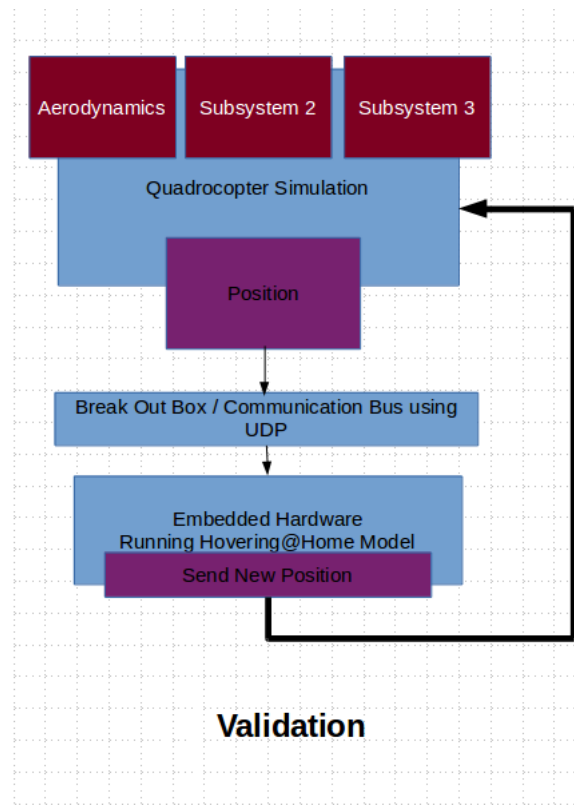 Aerodynamics
Subsystem 2
Subsystem 3
Quadrocopter Simulation
Position
Break Out Box / Communication Bus using
UDP
Embedded Hardware
Running Hovering@Home Model
Send New Position
Validation